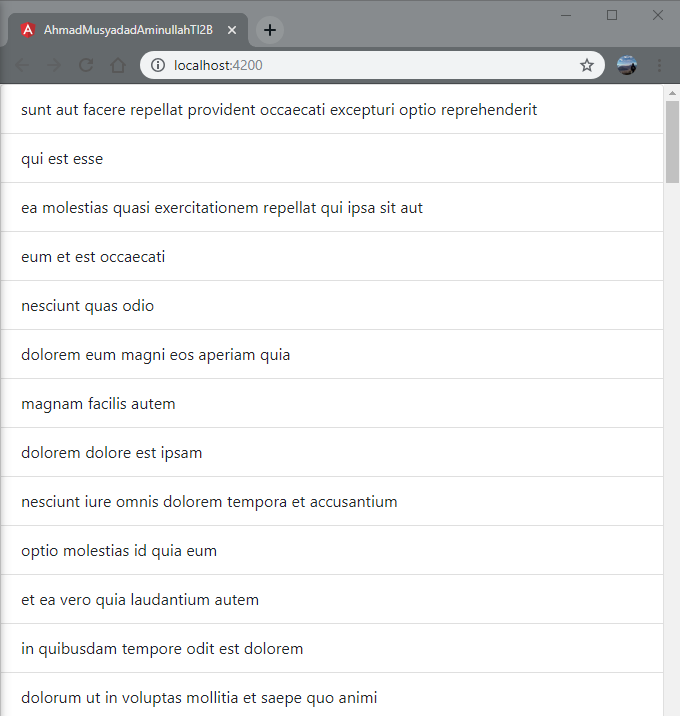 AhmadMusyadadAminullahTI2B
localhost:4200
sunt aut facere repellat provident occaecati excepturi optio reprehenderit
qui est esse
ea molestias quasi exercitationem repellat qui ipsa sit aut
eum et est occaecati
nesciunt quas odio
dolorem eum magni eos aperiam quia
magnam facilis autem
dolorem dolore est ipsam
nesciunt iure omnis dolorem tempora et accusantium
optio molestias id quia eum
et ea vero quia laudantium autem
in quibusdam tempore odit est dolorem
dolorum ut in voluptas mollitia et saepe quo animi